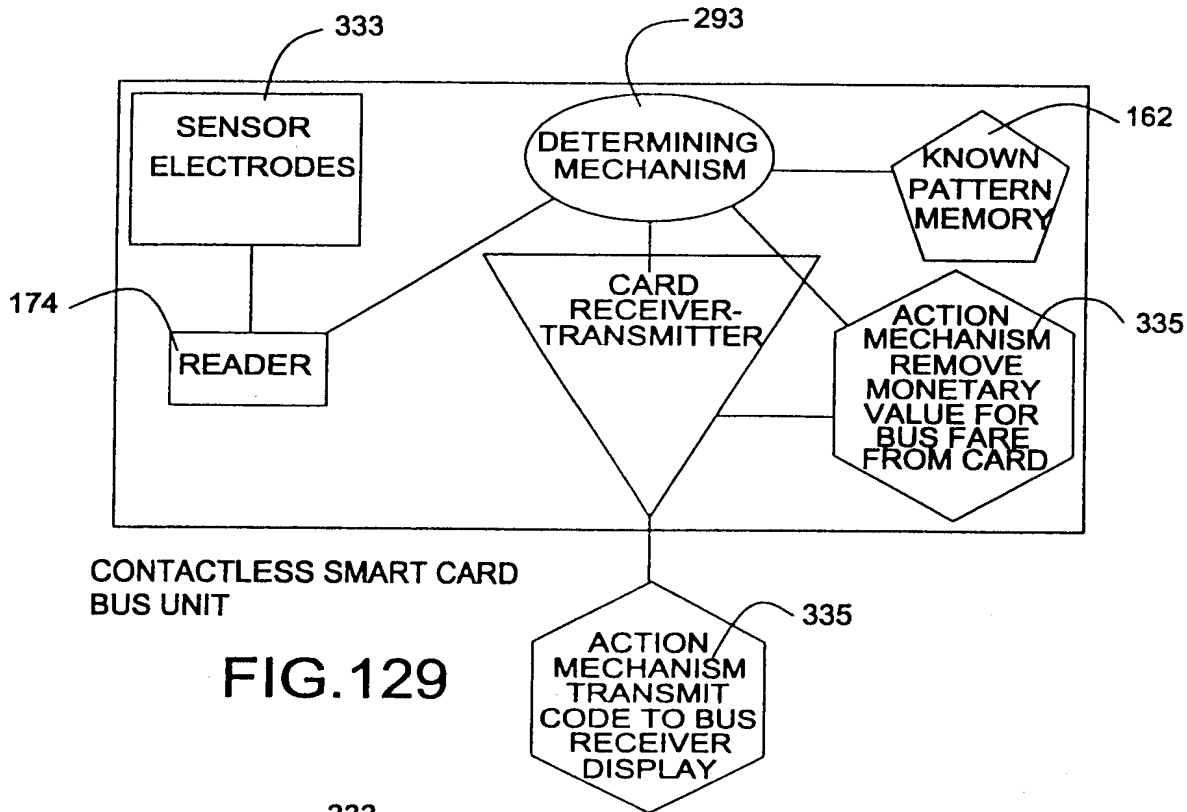 333
293
SENSOR
ELECTRODES
DETERMINING
MECHANISM
162
KNOWN
PATTERN
MEMORY
174
READER
CARD
RECEIVER-
TRANSMITTER
335
ACTION
MECHANISM
REMOVE
MONETARY
VALUE FOR
BUS FARE
FROM CARD
CONTACTLESS SMART CARD
BUS UNIT
FIG.129
335
ACTION
MECHANISM
TRANSMIT
CODE TO BUS
RECEIVER
DISPLAY